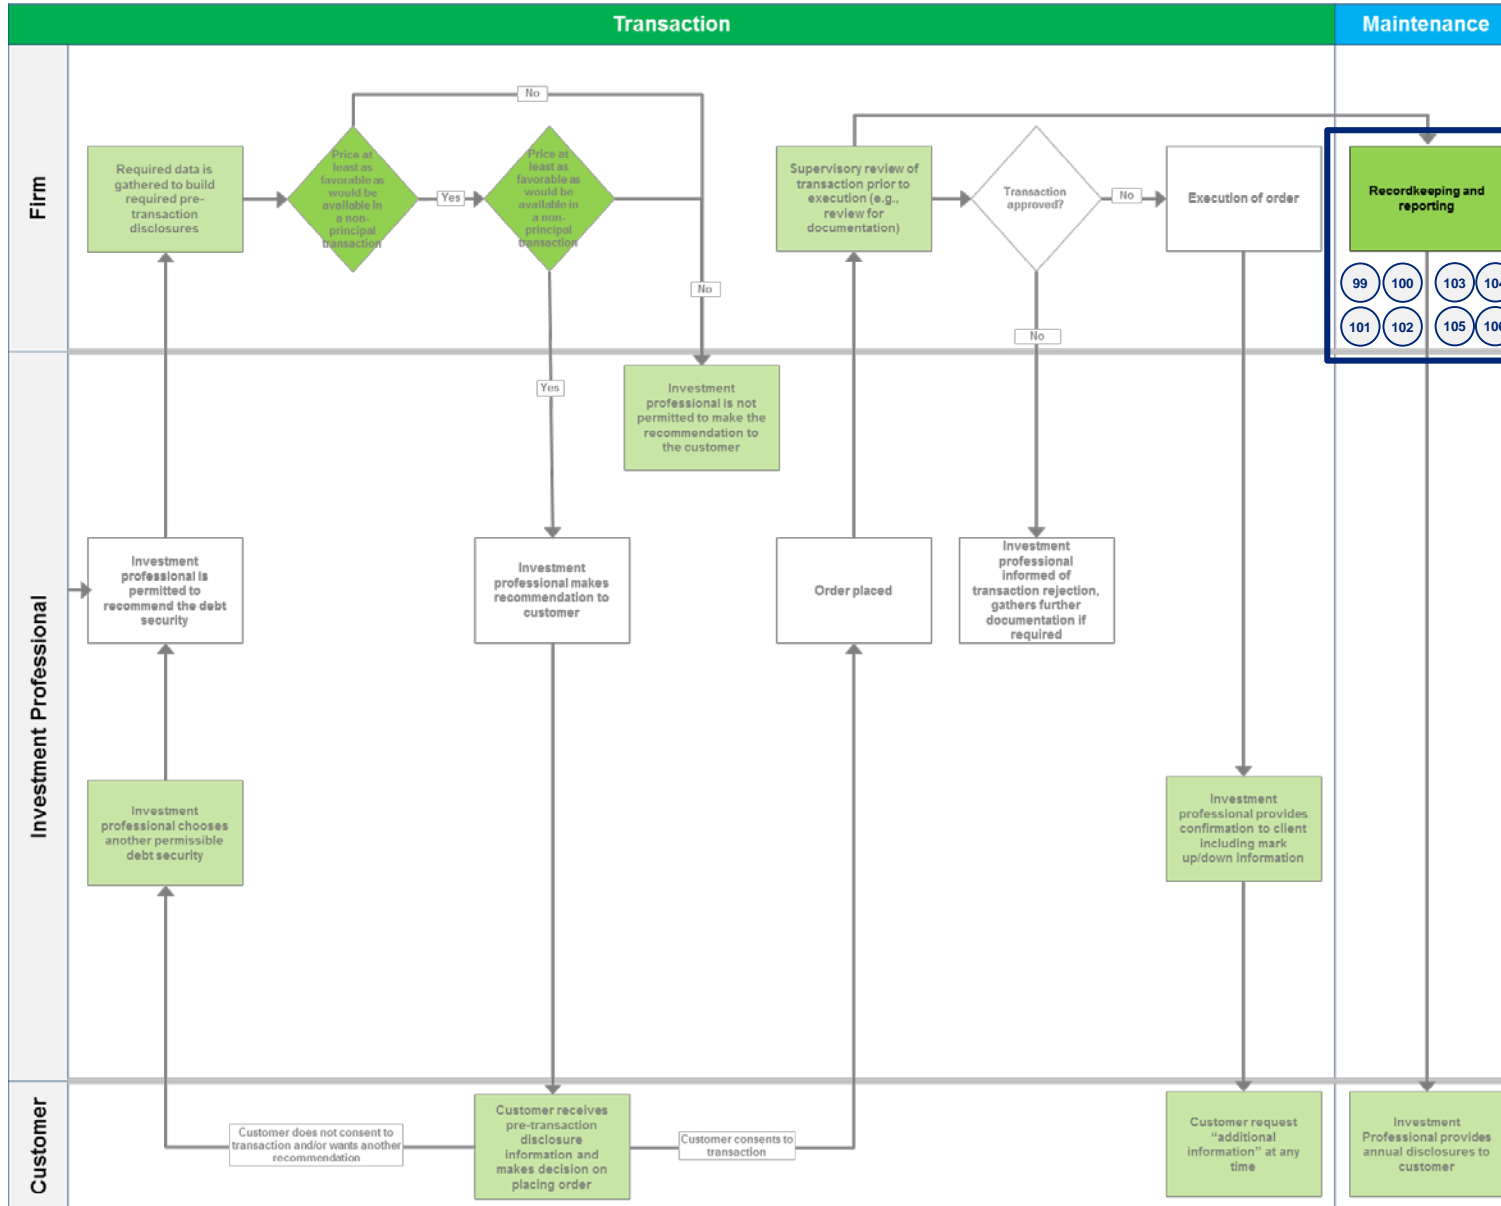 Transaction
Maintenance
Firm
No
Required data is
gathered to build
required pre-
transaction
disclosures
Price at
least as
favorable as
would be
available in
a non-
principal
transaction
Yes
Price at
least as
favorable as
would be
available in
a non-
principal
transaction
No
Supervisory review of
transaction prior to
execution (e.g.,
review for
documentation)
Transaction
approved?
No
Execution of order
Recordkeeping and
reporting
99 100 103 104
101 102 105 106
No
Yes
Investment Professional
Investment
professional is not
permitted to make the
recommendation to
the customer
Investment
professional is
permitted to
recommend the debt
security
Investment
professional makes
recommendation to
customer
Order placed
Investment
professional
informed of
transaction rejection,
gathers further
documentation if
required
Investment
professional chooses
another permissible
debt security
Investment
professional provides
confirmation to client
including mark
up/down information
Customer
Customer does not consent to
transaction and/or wants another
recommendation
Customer receives
pre-transaction
disclosure
information and
makes decision on
placing order
Customer consents to
transaction
Customer request
“additional
information” at any
time
Investment
Professional provides
annual disclosures to
customer